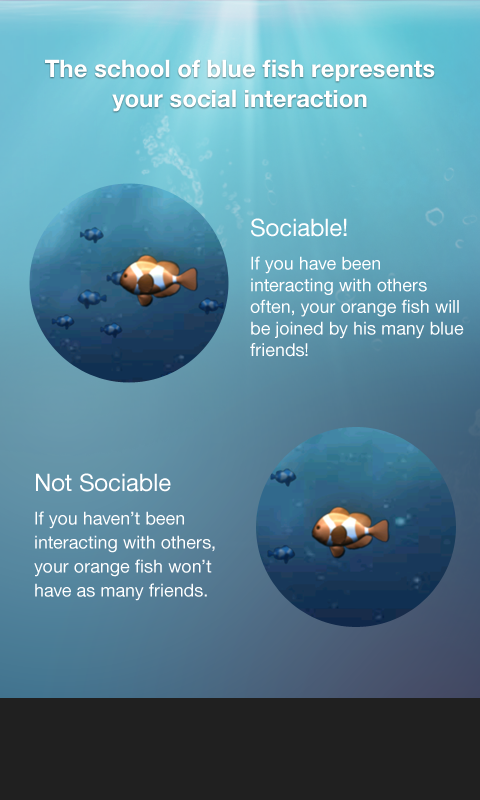 The school of blue fish represents
your social interaction
Sociable!
If you have been
interacting with others
often, your orange fish will
be joined by his many blue
friends!
Not Sociable
If you haven’t been
interacting with others,
your orange fish won’t
have as many friends.